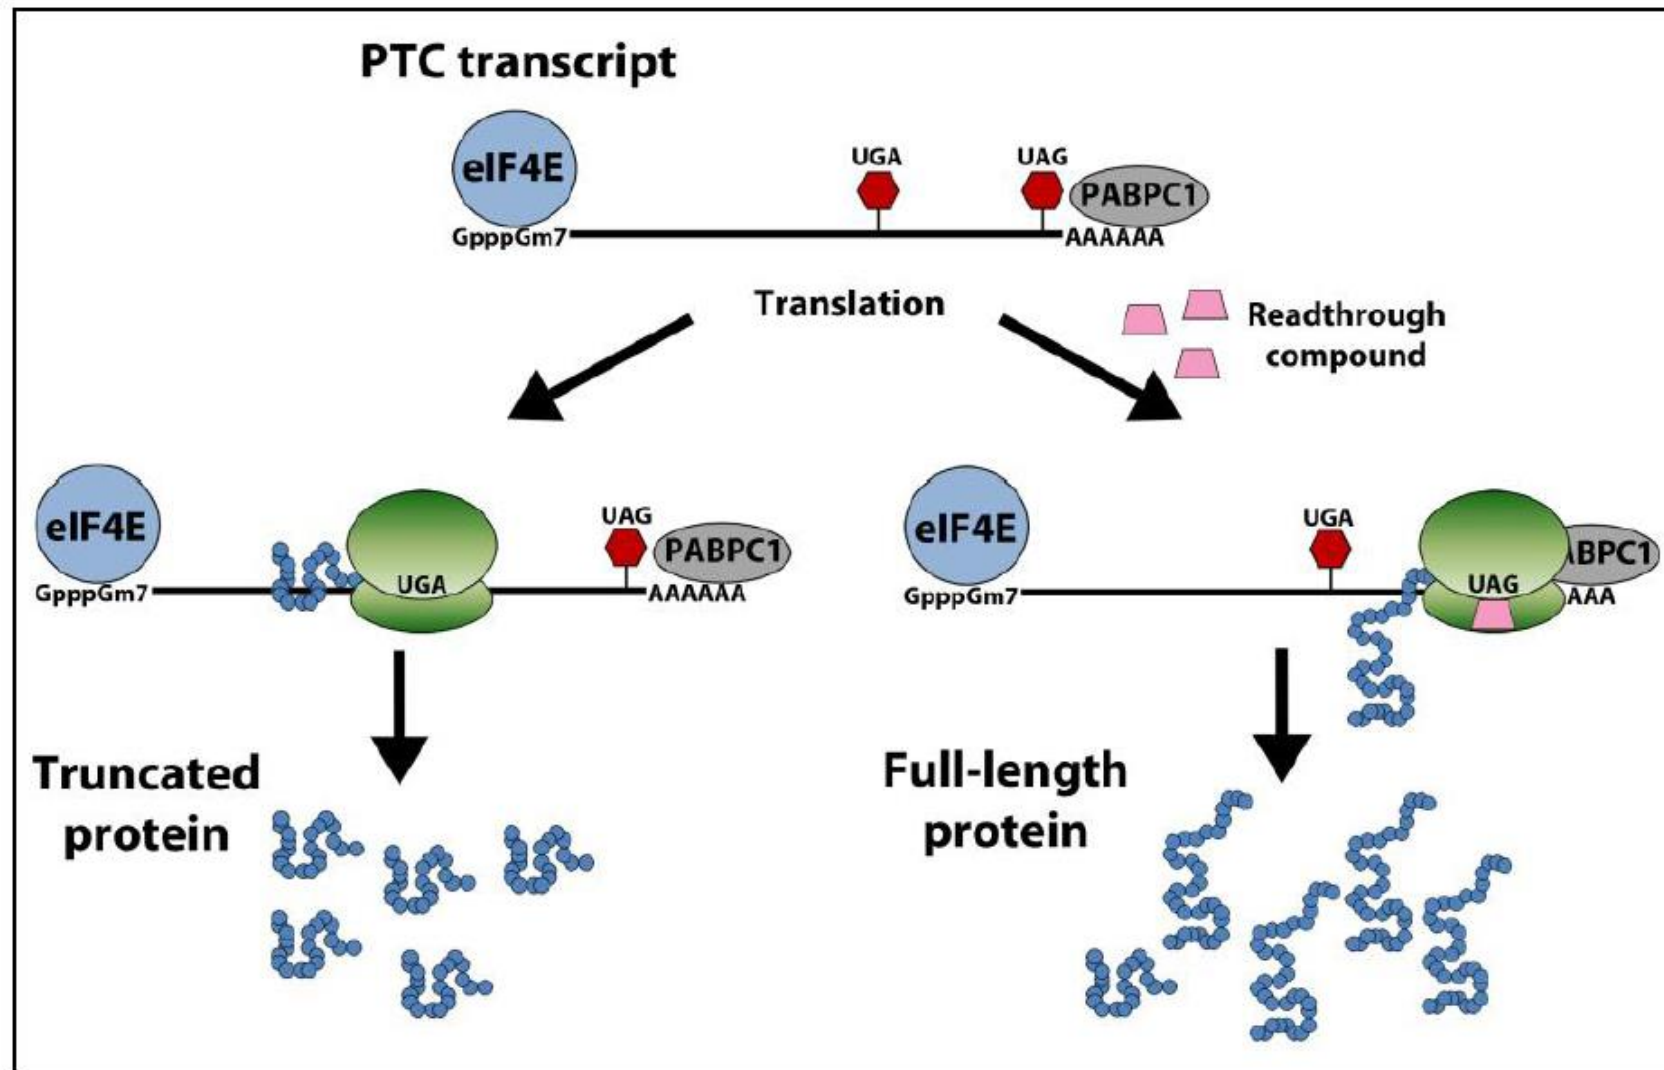 PTC transcript
eIF4E
UGA
UAG
PABPC1
GpppGm7
AAAAAA
Translation
Readthrough
compound
eIF4E
UGA
UAG
PABPC1
GpppGm7
AAAAAA
eIF4E
UGA
UAG
ABPC1
GpppGm7
AAA
Truncated
protein
Full-length
protein